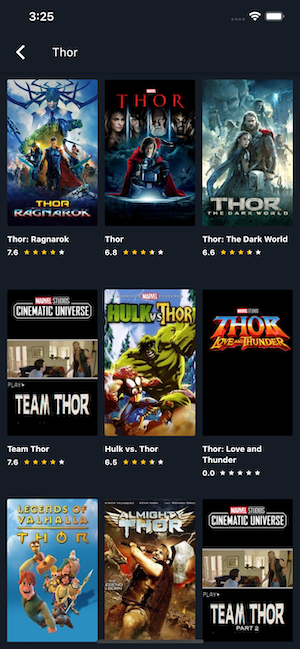 3:25
Thor
THOR
RAGNAROK
MARVEL
THOR
THOR
THE DARK WORLD
Thor: Ragnarok
Thor
Thor: The Dark World
7.6
6.8
6.6
MARVEL STUDIOS
CINEMATIC UNIVERSE
PLAY
TEAM THOR
MARVEL
HULK vs. THOR
MARVEL STUDIOS
THOR
LOVE AND THUNDER
Team Thor
Hulk vs. Thor
Thor: Love and
Thunder
7.6
6.5
0.0
LEGENDS OF
VALHALLA
THOR
ALMIGHTY
THOR
MARVEL STUDIOS
CINEMATIC UNIVERSE
PLAY
TEAM THOR
PART 2